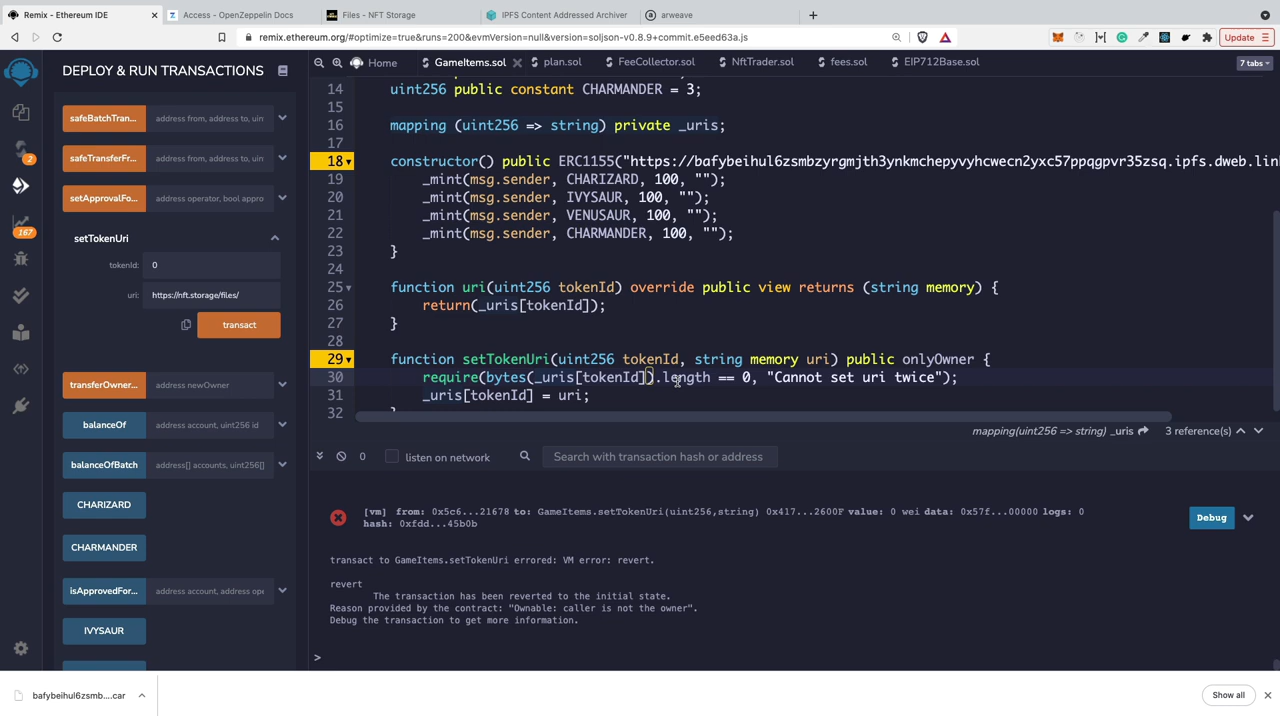 Remix - Ethereum IDE
Access - OpenZeppelin Docs
Files - NFT Storage
IPFS Content Addressed Archiver
arweave
remix.ethereum.org/#optimize=true&runs=200&evmVersion=null&version=soljson-v0.8.9+commit.e5eed63a.js
Update
DEPLOY & RUN TRANSACTIONS
Home
GameItems.sol
plan.sol
FeeCollector.sol
NftTrader.sol
fees.sol
EIP712Base.sol
7 tabs
safeBatchTran...
address from, address to, uin
safeTransferFr...
address from, address to, uin
setApprovalFo...
address operator, bool appro
setTokenUri
tokenId:
0
uri:
https://nft.storage/files/
transact
transferOwner...
address newOwner
balanceOf
address account, uint256 id
balanceOfBatch
address[] accounts, uint256[]
CHARIZARD
CHARMANDER
isApprovedFor...
address account, address ope
IVYSAUR
2
167
14 uint256 public constant CHARMANDER = 3;
15
16 mapping (uint256 => string) private _uris;
17
18 constructor() public ERC1155("https://bafybeihul6zsmbzyrgmjth3ynkmchepyvyhcwecn2yxc57ppqgpvr35zsq.ipfs.dweb.lin
19 _mint(msg.sender, CHARIZARD, 100, "");
20 _mint(msg.sender, IVYSAUR, 100, "");
21 _mint(msg.sender, VENUSAUR, 100, "");
22 _mint(msg.sender, CHARMANDER, 100, "");
23 }
24
25 function uri(uint256 tokenId) override public view returns (string memory) {
26 return(_uris[tokenId]);
27 }
28
29 function setTokenUri(uint256 tokenId, string memory uri) public onlyOwner {
30 require(bytes(_uris[tokenId]).length == 0, "Cannot set uri twice");
31 _uris[tokenId] = uri;
32
mapping(uint256 => string) _uris
3 reference(s)
0
listen on network
Search with transaction hash or address
[vm] from: 0x5c6...21678 to: GameItems.setTokenUri(uint256,string) 0x417...2600F value: 0 wei data: 0x57f...00000 logs: 0
hash: 0xfdd...45b0b
Debug
transact to GameItems.setTokenUri errored: VM error: revert.
revert
The transaction has been reverted to the initial state.
Reason provided by the contract: "Ownable: caller is not the owner".
Debug the transaction to get more information.
>
bafybeihul6zsmb....car
Show all